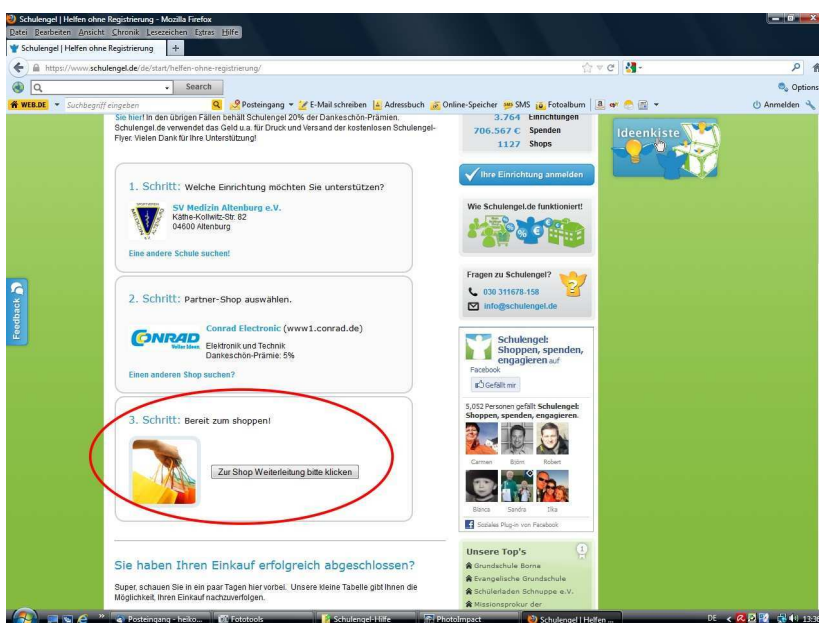 Schulengel | Helfen ohne Registrierung - Mozilla Firefox
Datei Bearbeiten Ansicht Chronik Lesezeichen Extras Hilfe
Schulengel | Helfen ohne Registrierung +
https://www.schulengel.de/de/start/helfen-ohne-registrierung/
Search
Options
WEB.DE Suchbegriff eingeben Posteingang E-Mail schreiben Adressbuch Online-Speicher SMS Fotoalbum Anmelden
Sie hier! In den übrigen Fällen behält Schulengel 20% der Dankeschön-Prämien.
Schulengel.de verwendet das Geld u.a. für Druck und Versand der kostenlosen Schulengel-
Flyer. Vielen Dank für Ihre Unterstützung!
1. Schritt: Welche Einrichtung möchten Sie unterstützen?
SV Medizin Altenburg e.V.
Käthe-Kollwitz-Str. 82
04600 Altenburg
Eine andere Schule suchen!
2. Schritt: Partner-Shop auswählen.
CONRAD
Conrad Electronic (www1.conrad.de)
Elektronik und Technik
Dankeschön-Prämie: 5%
Einen anderen Shop suchen?
3. Schritt: Bereit zum shoppen!
Zur Shop Weiterleitung bitte klicken
Sie haben Ihren Einkauf erfolgreich abgeschlossen?
Super, schauen Sie in ein paar Tagen hier vorbei. Unsere kleine Tabelle gibt Ihnen die
Möglichkeit, Ihren Einkauf nachzuverfolgen.
3.764 Einrichtungen
706.567 € Spenden
1127 Shops
Ihre Einrichtung anmelden
Wie Schulengel.de funktioniert!
Fragen zu Schulengel?
030 311678-158
info@schulengel.de
Schulengel:
Shoppen, spenden,
engagieren auf
Facebook
Gefällt mir
5,052 Personen gefällt Schulengel:
Shoppen, spenden, engagieren.
Carmen Björn Robert
Bianca Sandra Ilka
Soziales Plug-in von Facebook
Unsere Top's
Grundschule Borna
Evangelische Grundschule
Schülerladen Schnuppe e.V.
Missionsprokur der
Ideenkiste
Feedback
Posteingang - heiko... Fototools Schulengel-Hilfe PhotoImpact Schulengel | Helfen ... DE 13:36